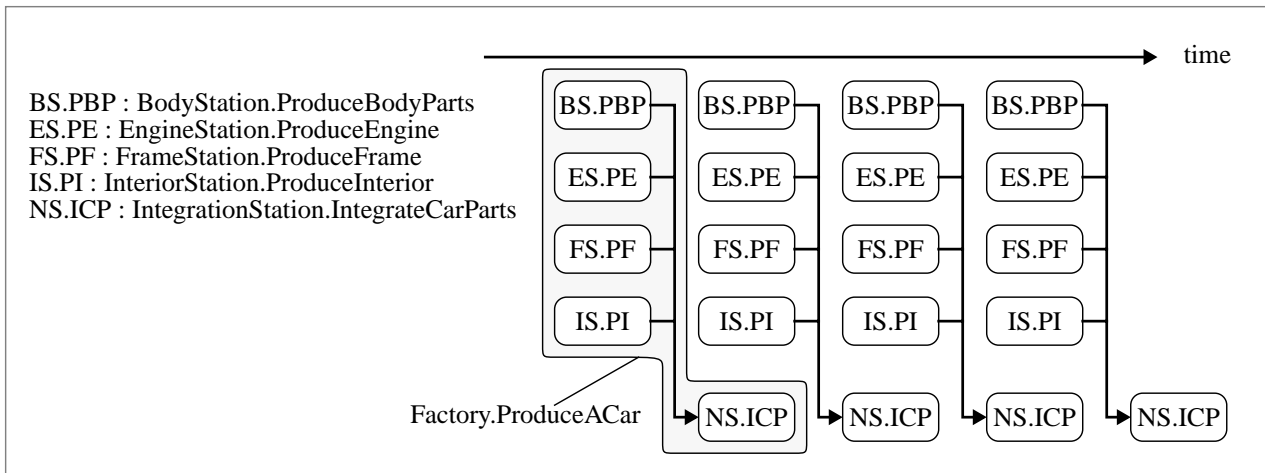 time
BS.PBP : BodyStation.ProduceBodyParts
ES.PE : EngineStation.ProduceEngine
FS.PF : FrameStation.ProduceFrame
IS.PI : InteriorStation.ProduceInterior
NS.ICP : IntegrationStation.IntegrateCarParts
BS.PBP BS.PBP BS.PBP BS.PBP
ES.PE ES.PE ES.PE ES.PE
FS.PF FS.PF FS.PF FS.PF
IS.PI IS.PI IS.PI IS.PI
Factory.ProduceACar
NS.ICP NS.ICP NS.ICP NS.ICP